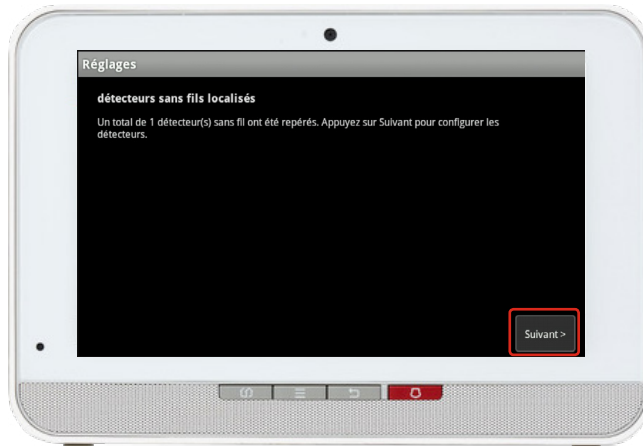 Réglages
détecteurs sans fils localisés
Un total de 1 détecteur(s) sans fil ont été repérés. Appuyez sur Suivant pour configurer les
détecteurs.
Suivant >